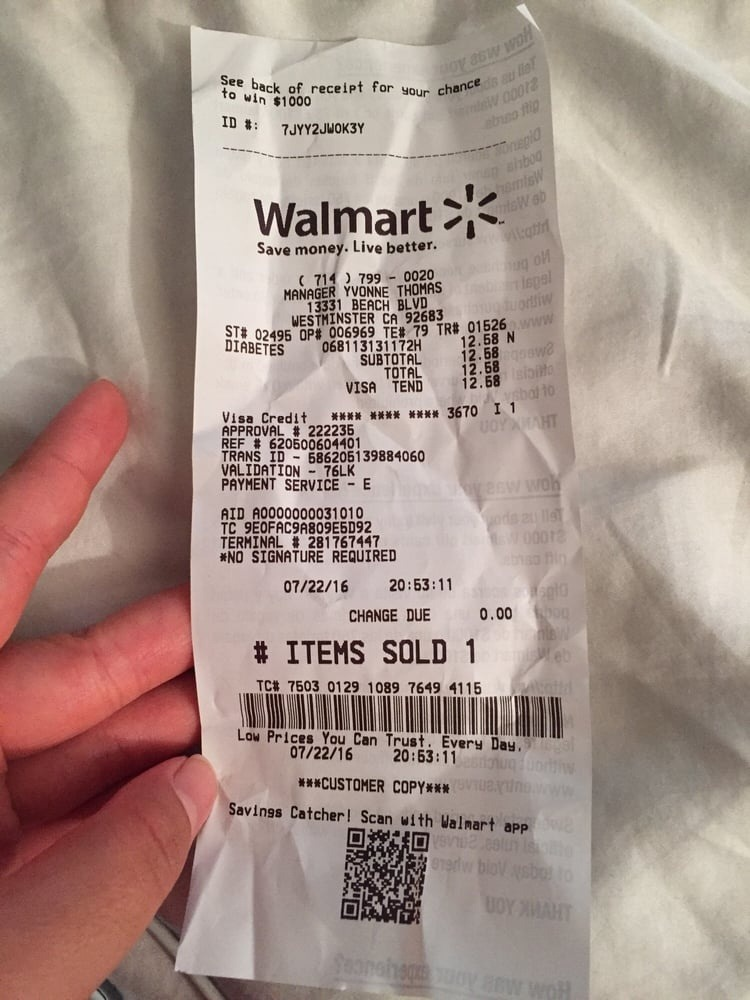 See back of receipt for your chance
to win $1000
ID #: 7JYY2JWOK3Y
Walmart
Save money. Live better.
( 714 ) 799 - 0020
MANAGER YVONNE THOMAS
13331 BEACH BLVD
WESTMINSTER CA 92683
ST# 02495 OP# 006969 TE# 79 TR# 01526
DIABETES 068113131172H 12.58 N
SUBTOTAL 12.58
TOTAL 12.58
VISA TEND 12.58
Visa Credit **** **** **** 3670 I 1
APPROVAL # 222235
REF # 620500604401
TRANS ID - 586205139884060
VALIDATION - 76LK
PAYMENT SERVICE - E
AID A0000000031010
TC 9E0FAC9A809E5D92
TERMINAL # 281767447
*NO SIGNATURE REQUIRED
07/22/16 20:53:11
CHANGE DUE 0.00
# ITEMS SOLD 1
TC# 7503 0129 1089 7649 4115
Low Prices You Can Trust. Every Day.
07/22/16 20:53:11
***CUSTOMER COPY***
Savings Catcher! Scan with Walmart app